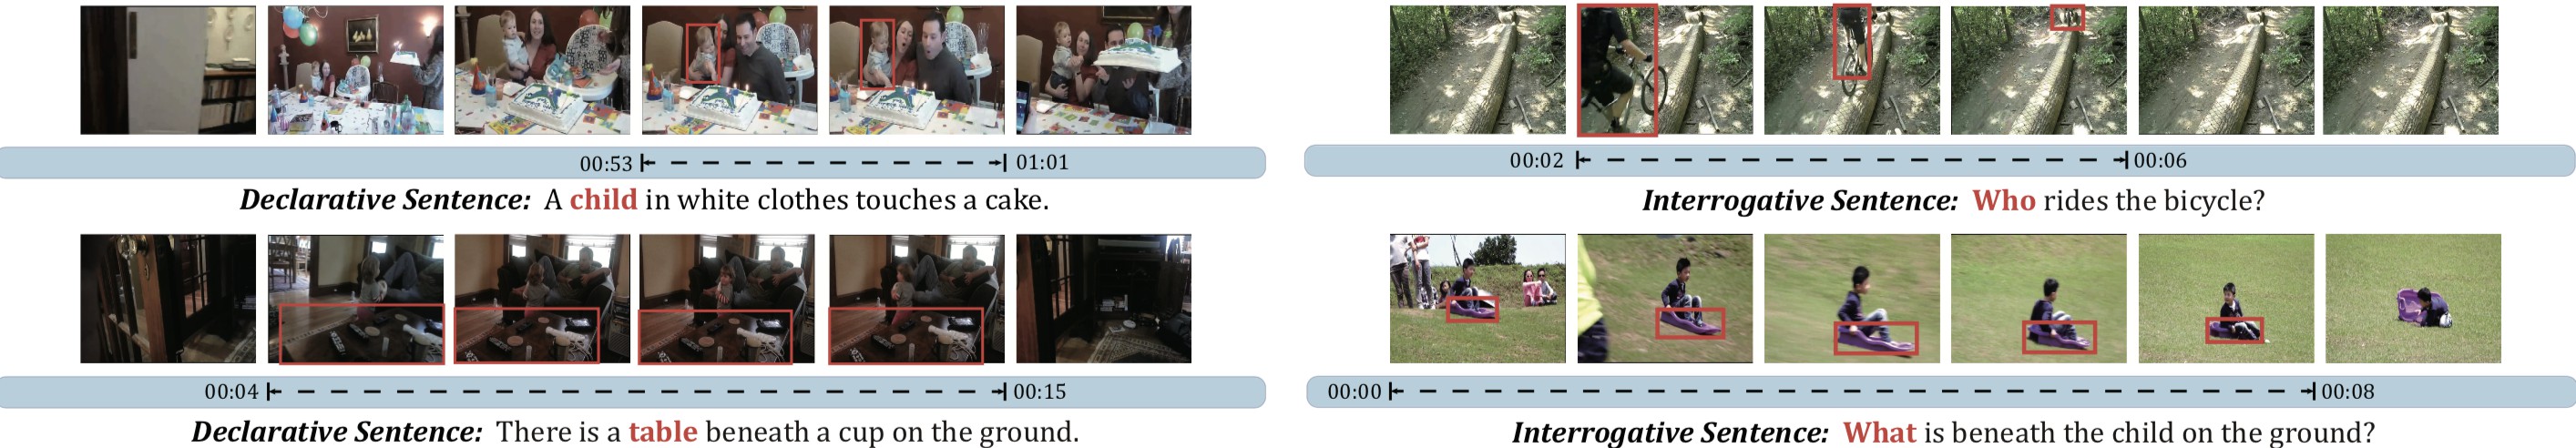 00:53 01:01
Declarative Sentence: A child in white clothes touches a cake.
00:02 00:06
Interrogative Sentence: Who rides the bicycle?
00:04 00:15
Declarative Sentence: There is a table beneath a cup on the ground.
00:00 00:08
Interrogative Sentence: What is beneath the child on the ground?